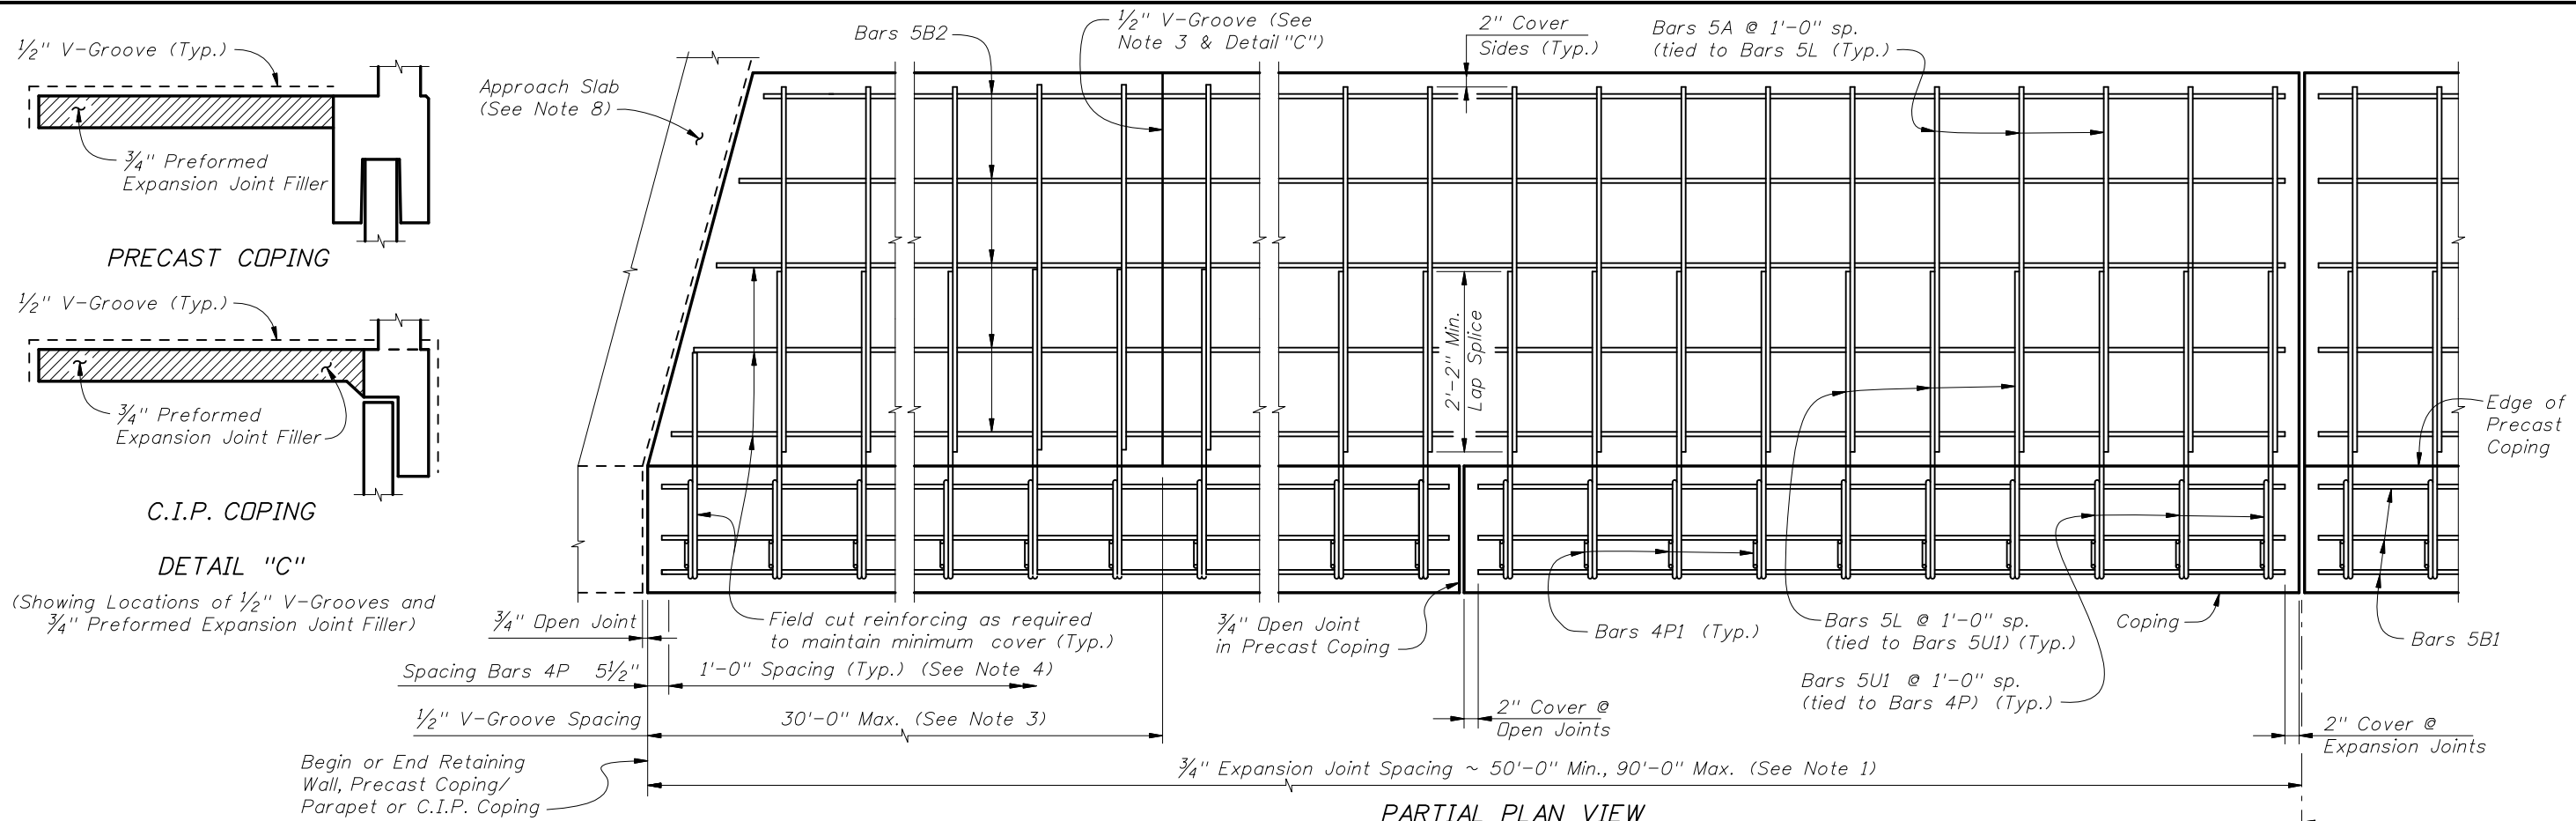 ½" V-Groove (Typ.)
¾" Preformed
Expansion Joint Filler
PRECAST COPING
½" V-Groove (Typ.)
¾" Preformed
Expansion Joint Filler
C.I.P. COPING
DETAIL "C"
(Showing Locations of ½" V-Grooves and
¾" Preformed Expansion Joint Filler)
Approach Slab
(See Note 8)
Bars 5B2
½" V-Groove (See
Note 3 & Detail "C")
2" Cover
Sides (Typ.)
Bars 5A @ 1'-0" sp.
(tied to Bars 5L (Typ.)
2'-2" Min.
Lap Splice
Edge of
Precast
Coping
¾" Open Joint
Field cut reinforcing as required
to maintain minimum cover (Typ.)
¾" Open Joint
in Precast Coping
Bars 4P1 (Typ.)
Bars 5L @ 1'-0" sp.
(tied to Bars 5U1) (Typ.)
Coping
Bars 5B1
Spacing Bars 4P 5½"
1'-0" Spacing (Typ.) (See Note 4)
Bars 5U1 @ 1'-0" sp.
(tied to Bars 4P) (Typ.)
½" V-Groove Spacing
30'-0" Max. (See Note 3)
2" Cover @
Open Joints
2" Cover @
Expansion Joints
Begin or End Retaining
Wall, Precast Coping/
Parapet or C.I.P. Coping
¾" Expansion Joint Spacing ~ 50'-0" Min., 90'-0" Max. (See Note 1)
PARTIAL PLAN VIEW